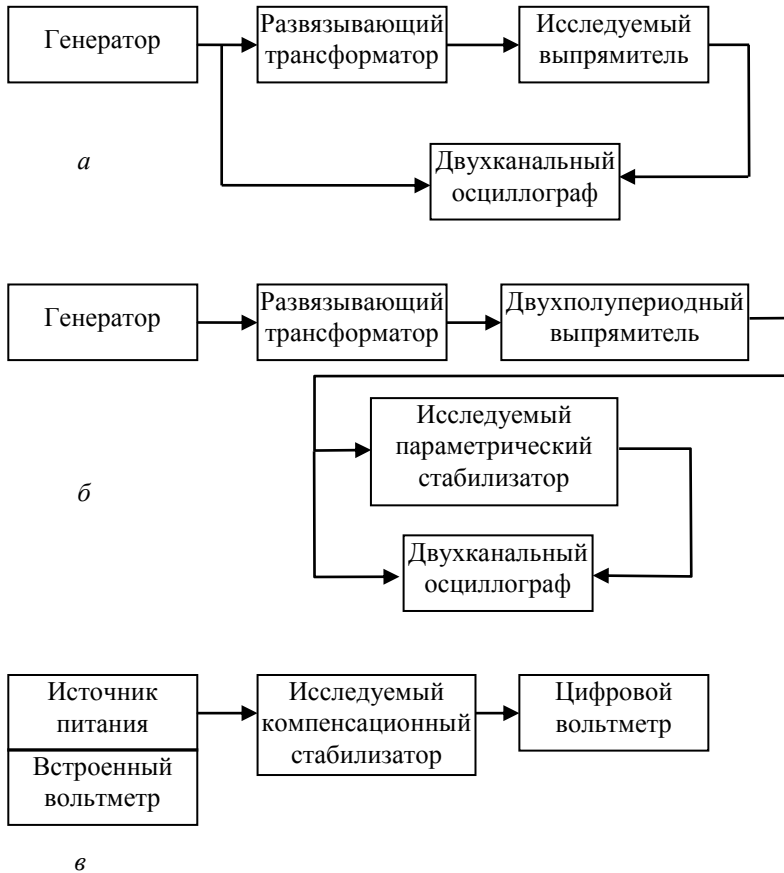 Генератор
Развязывающий
трансформатор
Исследуемый
выпрямитель
а
Двухканальный
осциллограф
Генератор
Развязывающий
трансформатор
Двухполупериодный
выпрямитель
Исследуемый
параметрический
стабилизатор
б
Двухканальный
осциллограф
Источник
питания
Встроенный
вольтметр
Исследуемый
компенсационный
стабилизатор
Цифровой
вольтметр
в